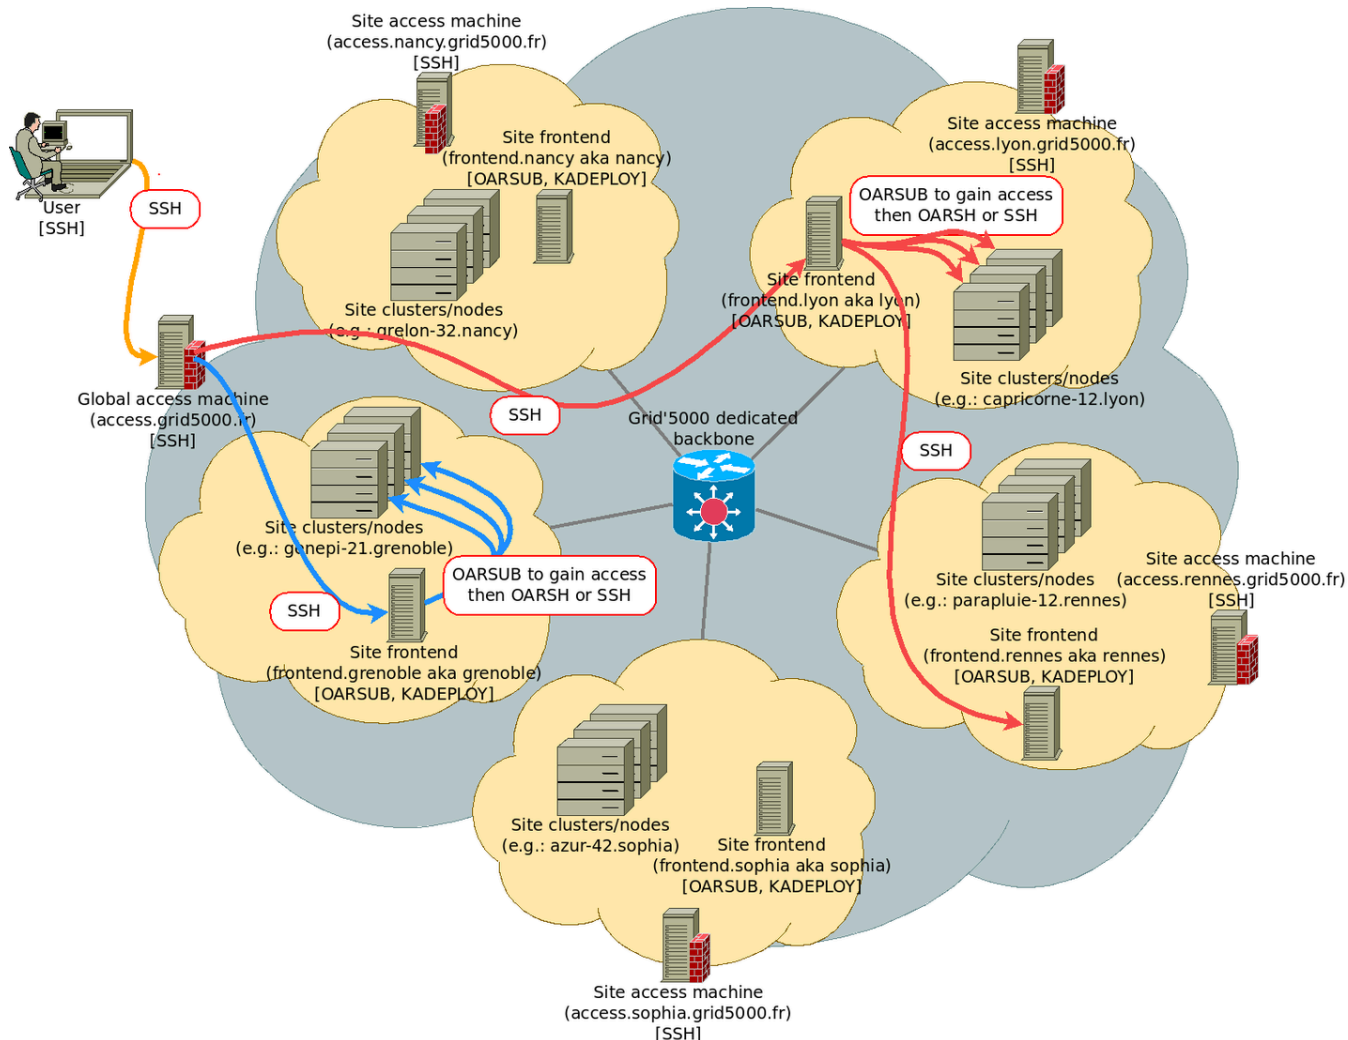 Site access machine
(access.nancy.grid5000.fr)
[SSH]
Site frontend
(frontend.nancy aka nancy)
[OARSUB, KADEPLOY]
Site clusters/nodes
(e.g.: grelon-32.nancy)
User
[SSH]
SSH
Global access machine
(access.grid5000.fr)
[SSH]
Site access machine
(access.lyon.grid5000.fr)
[SSH]
OARSUB to gain access
then OARSH or SSH
Site frontend
(frontend.lyon aka lyon)
[OARSUB, KADEPLOY]
Site clusters/nodes
(e.g.: capricorne-12.lyon)
SSH
Grid'5000 dedicated
backbone
SSH
Site clusters/nodes
(e.g.: genepi-21.grenoble)
OARSUB to gain access
then OARSH or SSH
SSH
Site frontend
(frontend.grenoble aka grenoble)
[OARSUB, KADEPLOY]
Site access machine
(access.rennes.grid5000.fr)
[SSH]
Site clusters/nodes
(e.g.: parapluie-12.rennes)
Site frontend
(frontend.rennes aka rennes)
[OARSUB, KADEPLOY]
Site clusters/nodes
(e.g.: azur-42.sophia)
Site frontend
(frontend.sophia aka sophia)
[OARSUB, KADEPLOY]
Site access machine
(access.sophia.grid5000.fr)
[SSH]